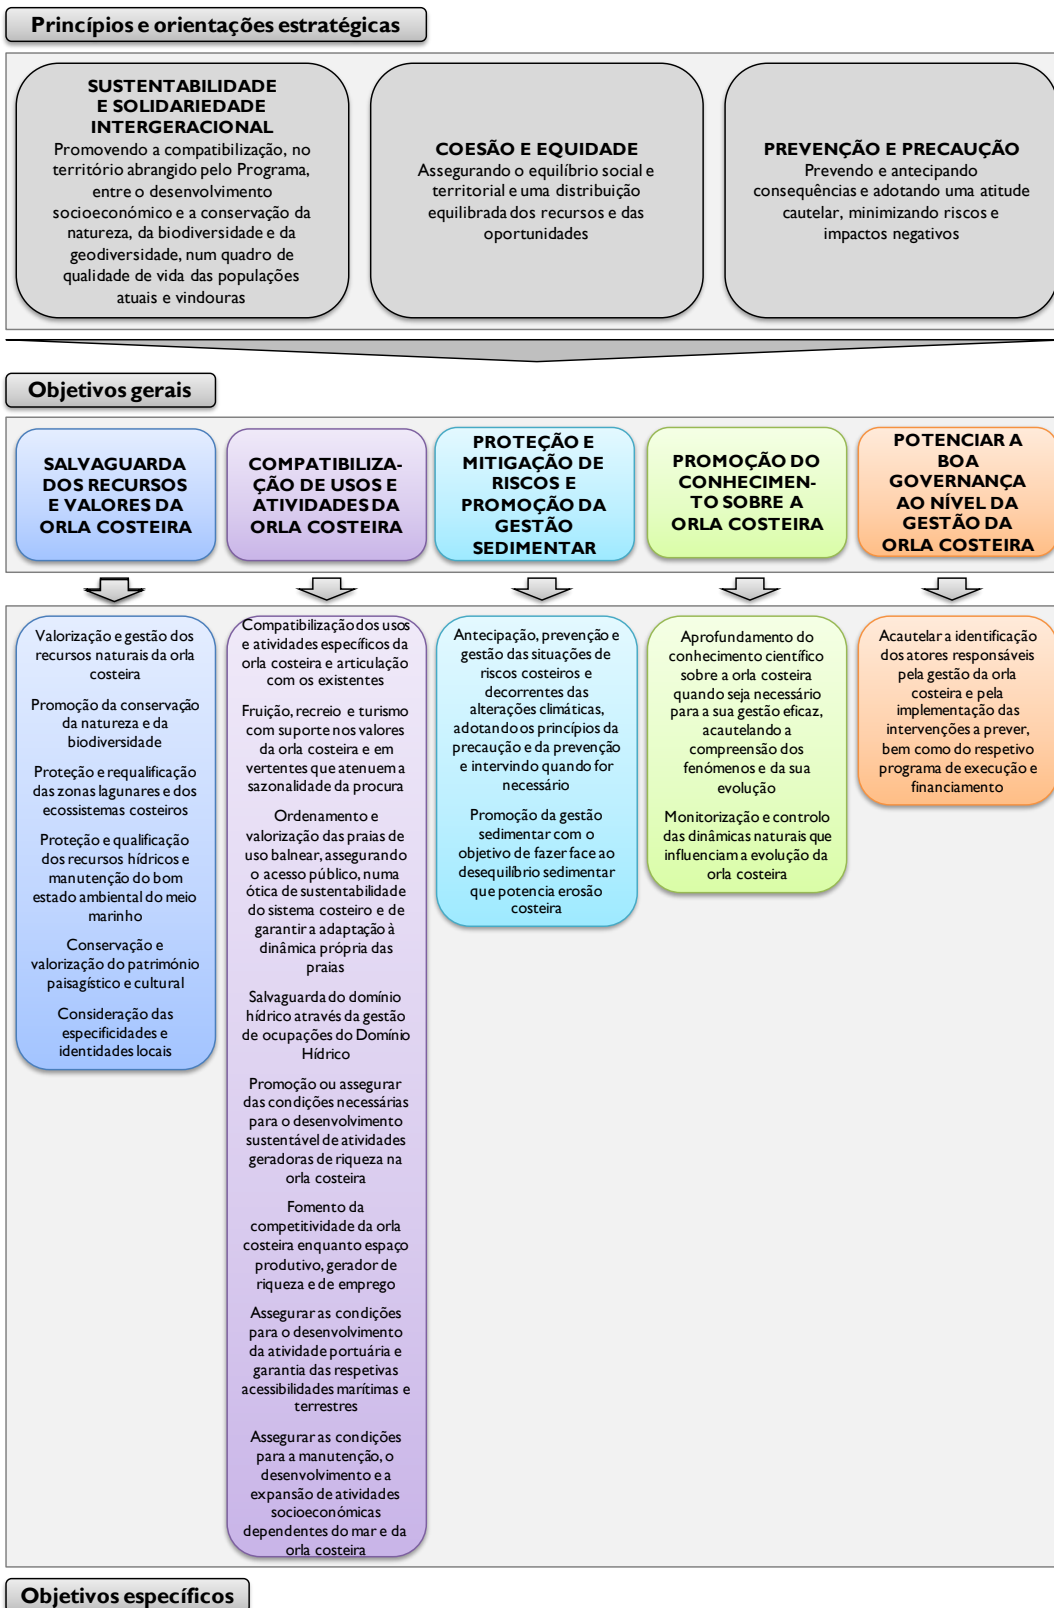 Princípios e orientações estratégicas
SUSTENTABILIDADE
E SOLIDARIEDADE
INTERGERACIONAL
Promovendo a compatibilização, no
território abrangido pelo Programa,
entre o desenvolvimento
socioeconómico e a conservação da
natureza, da biodiversidade e da
geodiversidade, num quadro de
qualidade de vida das populações
atuais e vindouras
COESÃO E EQUIDADE
Assegurando o equilíbrio social e
territorial e uma distribuição
equilibrada dos recursos e das
oportunidades
PREVENÇÃO E PRECAUÇÃO
Prevendo e antecipando
consequências e adotando uma atitude
cautelar, minimizando riscos e
impactos negativos
Objetivos gerais
SALVAGUARDA
DOS RECURSOS
E VALORES DA
ORLA COSTEIRA
COMPATIBILIZA-
ÇÃO DE USOS E
ATIVIDADES DA
ORLA COSTEIRA
PROTEÇÃO E
MITIGAÇÃO DE
RISCOS E
PROMOÇÃO DA
GESTÃO
SEDIMENTAR
PROMOÇÃO DO
CONHECIMEN-
TO SOBRE A
ORLA COSTEIRA
POTENCIAR A
BOA
GOVERNANÇA
AO NÍVEL DA
GESTÃO DA
ORLA COSTEIRA
Valorização e gestão dos
recursos naturais da orla
costeira
Promoção da conservação
da natureza e da
biodiversidade
Proteção e requalificação
das zonas lagunares e dos
ecossistemas costeiros
Proteção e qualificação
dos recursos hídricos e
manutenção do bom
estado ambiental do meio
marinho
Conservação e
valorização do património
paisagístico e cultural
Consideração das
especificidades e
identidades locais
Compatibilização dos usos
e atividades específicos da
orla costeira e articulação
com os existentes
Fruição, recreio e turismo
com suporte nos valores
da orla costeira e em
vertentes que atenuem a
sazonalidade da procura
Ordenamento e
valorização das praias de
uso balnear, assegurando
o acesso público, numa
ótica de sustentabilidade
do sistema costeiro e de
garantir a adaptação à
dinâmica própria das
praias
Salvaguarda do domínio
hídrico através da gestão
de ocupações do Domínio
Hídrico
Promoção ou assegurar
das condições necessárias
para o desenvolvimento
sustentável de atividades
geradoras de riqueza na
orla costeira
Fomento da
competitividade da orla
costeira enquanto espaço
produtivo, gerador de
riqueza e de emprego
Assegurar as condições
para o desenvolvimento
da atividade portuária e
garantia das respetivas
acessibilidades marítimas e
terrestres
Assegurar as condições
para a manutenção, o
desenvolvimento e a
expansão de atividades
socioeconómicas
dependentes do mar e da
orla costeira
Antecipação, prevenção e
gestão das situações de
riscos costeiros e
decorrentes das
alterações climáticas,
adotando os princípios da
precaução e da prevenção
e intervindo quando for
necessário
Promoção da gestão
sedimentar com o
objetivo de fazer face ao
desequilíbrio sedimentar
que potencia erosão
costeira
Aprofundamento do
conhecimento científico
sobre a orla costeira
quando seja necessário
para a sua gestão eficaz,
acautelando a
compreensão dos
fenómenos e da sua
evolução
Monitorização e controlo
das dinâmicas naturais que
influenciam a evolução da
orla costeira
Acautelar a identificação
dos atores responsáveis
pela gestão da orla
costeira e pela
implementação das
intervenções a prever,
bem como do respetivo
programa de execução e
financiamento
Objetivos específicos